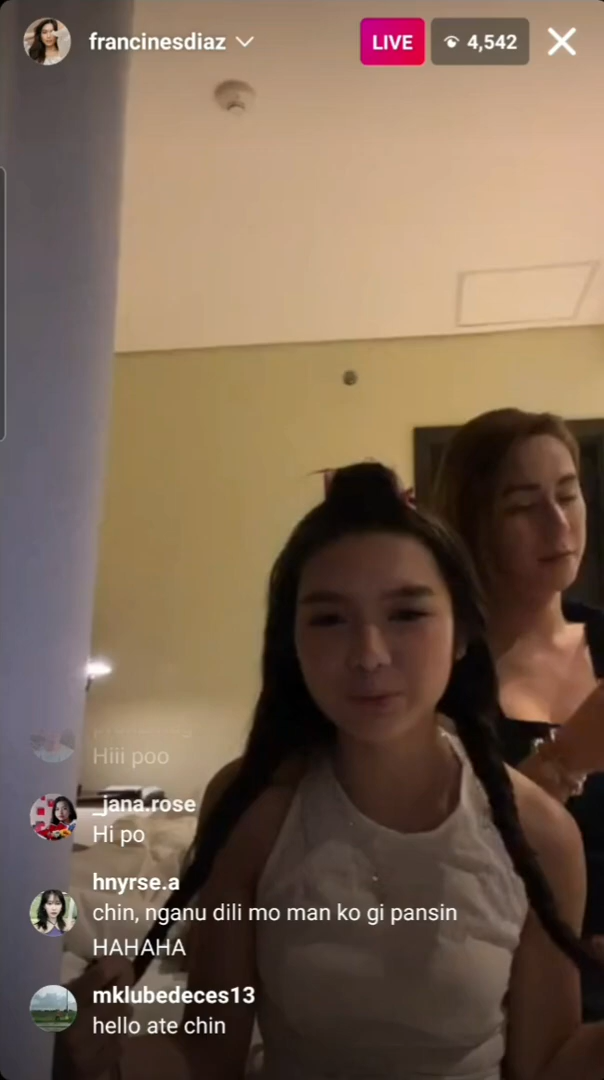 francinesdiaz
LIVE
4,542
Hiii poo
_jana.rose
Hi po
hnyrse.a
chin, nganu dili mo man ko gi pansin
HAHAHA
mklubedeces13
hello ate chin